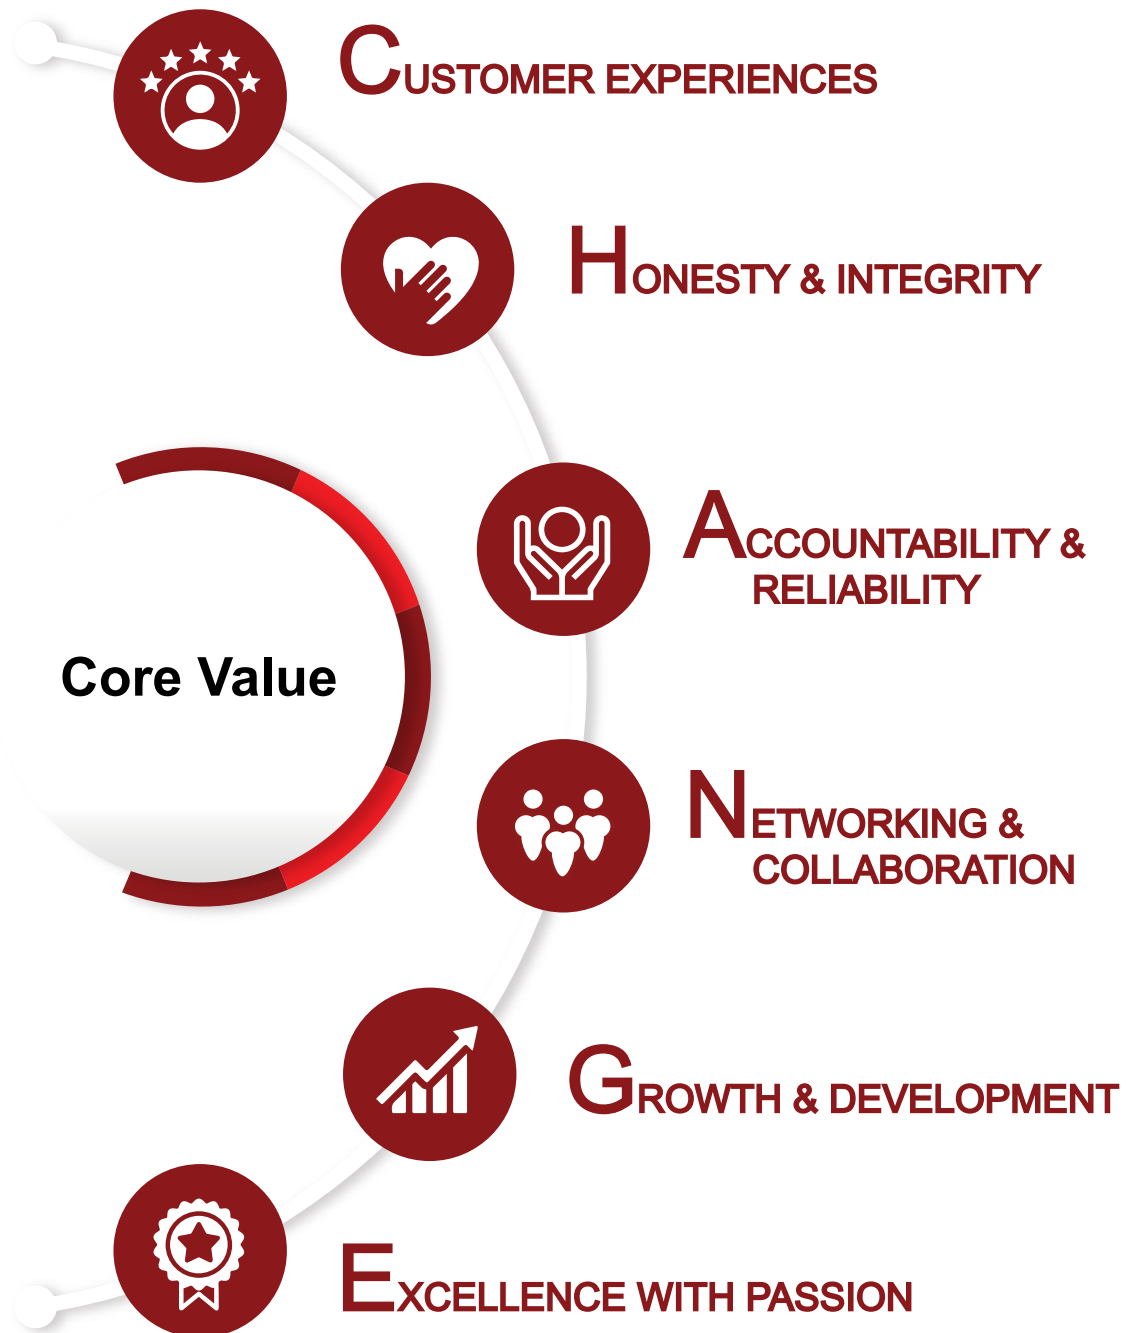 CUSTOMER EXPERIENCES
HONESTY & INTEGRITY
ACCOUNTABILITY &
RELIABILITY
Core Value
NETWORKING &
COLLABORATION
GROWTH & DEVELOPMENT
EXCELLENCE WITH PASSION